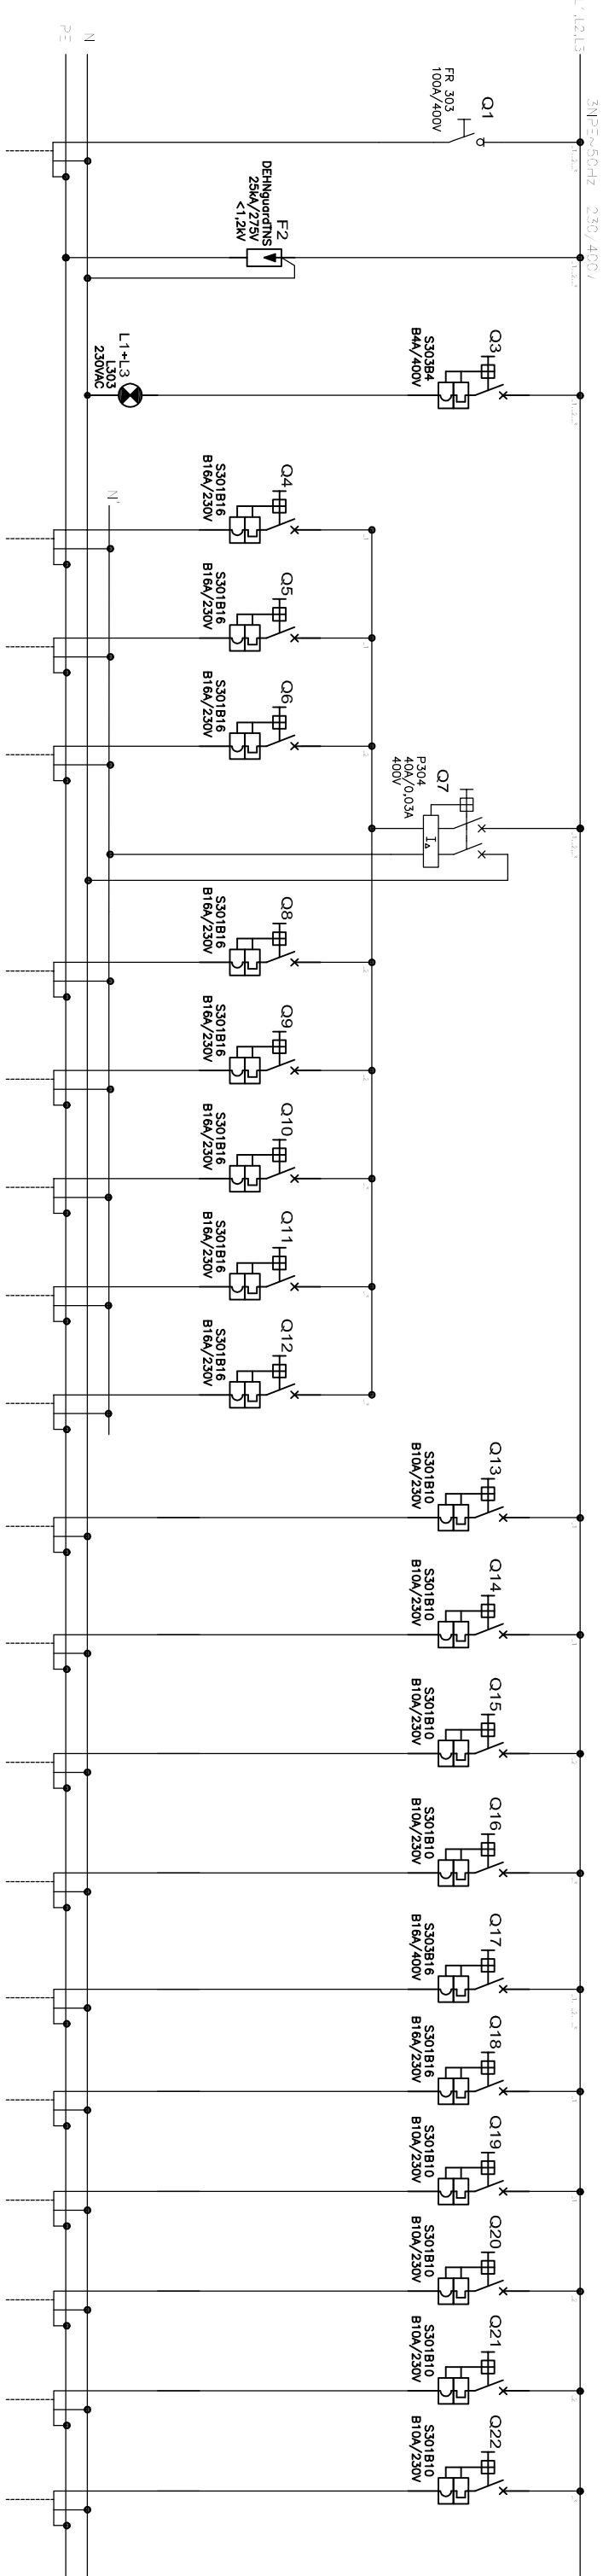 L1,L2,L3
3NPE~50Hz 230/400V
N
PE
Q1
FR 303
100A/400V
F2
DEHNguardTNS
25kA/275V
<1,2kV
Q3
S303B4
B4A/400V
L1+L3
L303
230VAC
N'
Q4
S301B16
B16A/230V
Q5
S301B16
B16A/230V
Q6
S301B16
B16A/230V
Q7
P304
40A/0,03A
400V
Q8
S301B16
B16A/230V
Q9
S301B16
B16A/230V
Q10
S301B16
B16A/230V
Q11
S301B16
B16A/230V
Q12
S301B16
B16A/230V
Q13
S301B10
B10A/230V
Q14
S301B10
B10A/230V
Q15
S301B10
B10A/230V
Q16
S301B10
B10A/230V
Q17
S303B16
B16A/400V
Q18
S301B16
B16A/230V
Q19
S301B10
B10A/230V
Q20
S301B10
B10A/230V
Q21
S301B10
B10A/230V
Q22
S301B10
B10A/230V